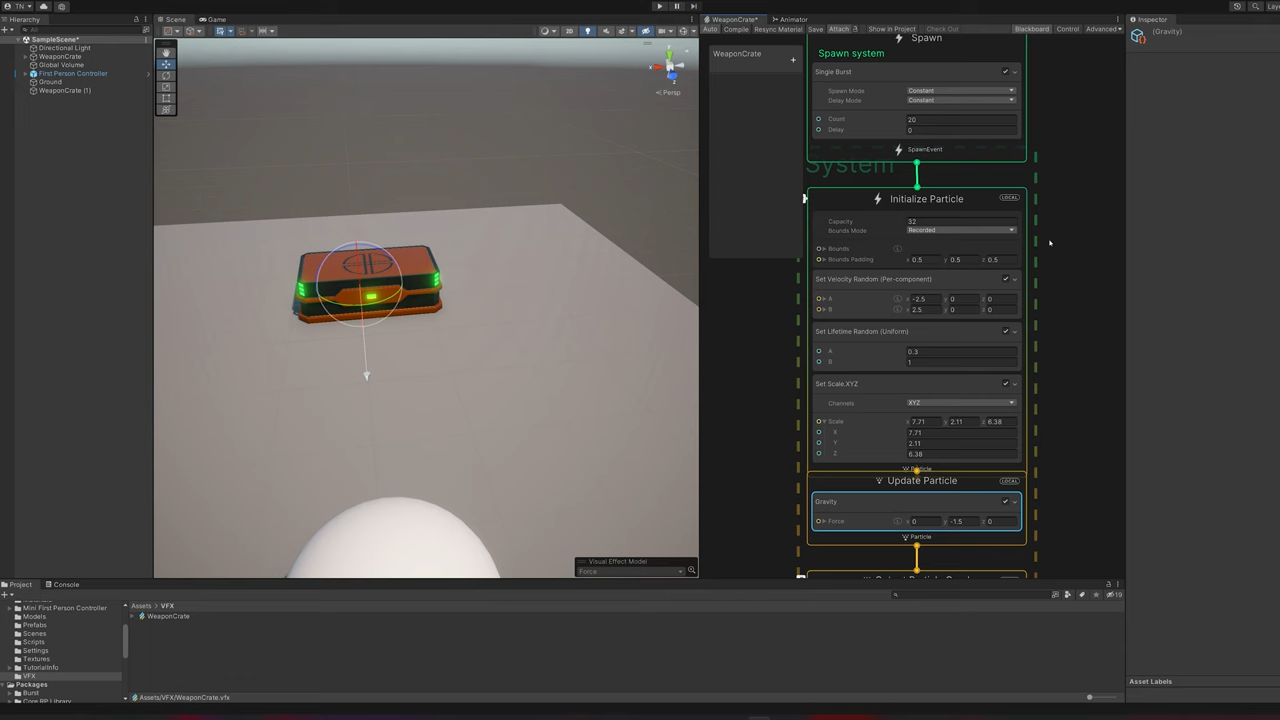 TN
Hierarchy
SampleScene*
Directional Light
WeaponCrate
Global Volume
First Person Controller
Ground
WeaponCrate (1)
Scene
Game
2D
Persp
y
x
z
Visual Effect Model
Force
WeaponCrate*
Animator
Auto
Compile
Resync Material
Save
Attach
Show in Project
Check Out
Blackboard
Control
Advanced
WeaponCrate
+
Spawn
Spawn system
Single Burst
Spawn Mode Constant
Delay Mode Constant
Count 20
Delay 0
SpawnEvent
System
Initialize Particle
LOCAL
Capacity 32
Bounds Mode Recorded
Bounds L
Bounds Padding x 0.5 y 0.5 z 0.5
Set Velocity Random (Per-component)
A L x -2.5 y 0 z 0
B L x 2.5 y 0 z 0
Set Lifetime Random (Uniform)
A 0.3
B 1
Set Scale.XYZ
Channels XYZ
Scale x 7.71 y 2.11 z 6.38
X 7.71
Y 2.11
Z 6.38
Particle
Update Particle
LOCAL
Gravity
Force L x 0 y -1.5 z 0
Particle
Inspector
(Gravity)
Asset Labels
Project
Console
19
Mini First Person Controller
Models
Prefabs
Scenes
Scripts
Settings
Textures
TutorialInfo
VFX
Packages
Burst
Core RP Library
Assets > VFX
WeaponCrate
Assets/VFX/WeaponCrate.vfx